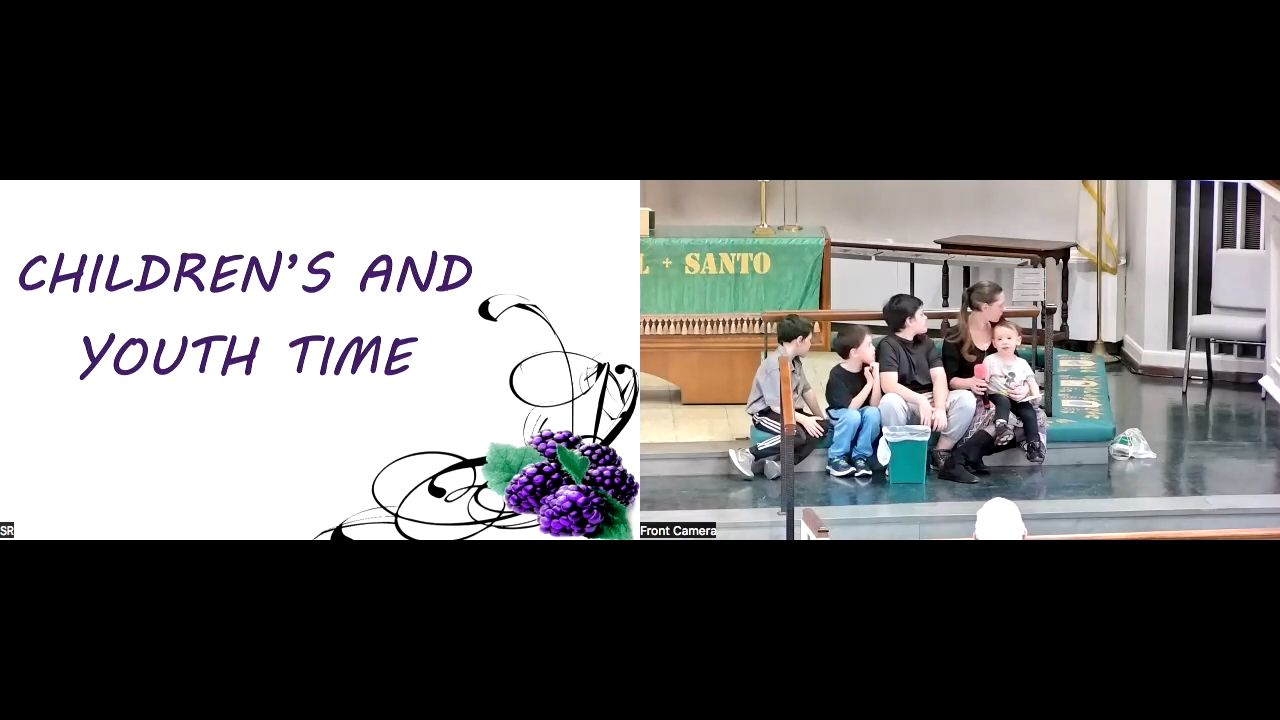 CHILDREN'S AND
YOUTH TIME
SR
L + SANTO
Front Camera